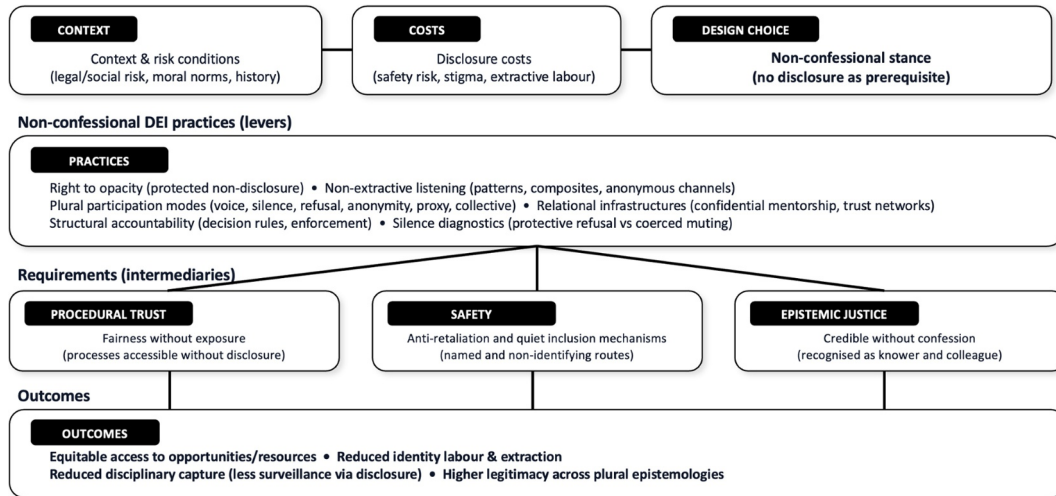 CONTEXT
Context & risk conditions
(legal/social risk, moral norms, history)
COSTS
Disclosure costs
(safety risk, stigma, extractive labour)
DESIGN CHOICE
Non-confessional stance
(no disclosure as prerequisite)
Non-confessional DEI practices (levers)
PRACTICES
Right to opacity (protected non-disclosure) • Non-extractive listening (patterns, composites, anonymous channels)
Plural participation modes (voice, silence, refusal, anonymity, proxy, collective) • Relational infrastructures (confidential mentorship, trust networks)
Structural accountability (decision rules, enforcement) • Silence diagnostics (protective refusal vs coerced muting)
Requirements (intermediaries)
PROCEDURAL TRUST
Fairness without exposure
(processes accessible without disclosure)
SAFETY
Anti-retaliation and quiet inclusion mechanisms
(named and non-identifying routes)
EPISTEMIC JUSTICE
Credible without confession
(recognised as knower and colleague)
Outcomes
OUTCOMES
Equitable access to opportunities/resources • Reduced identity labour & extraction
Reduced disciplinary capture (less surveillance via disclosure) • Higher legitimacy across plural epistemologies